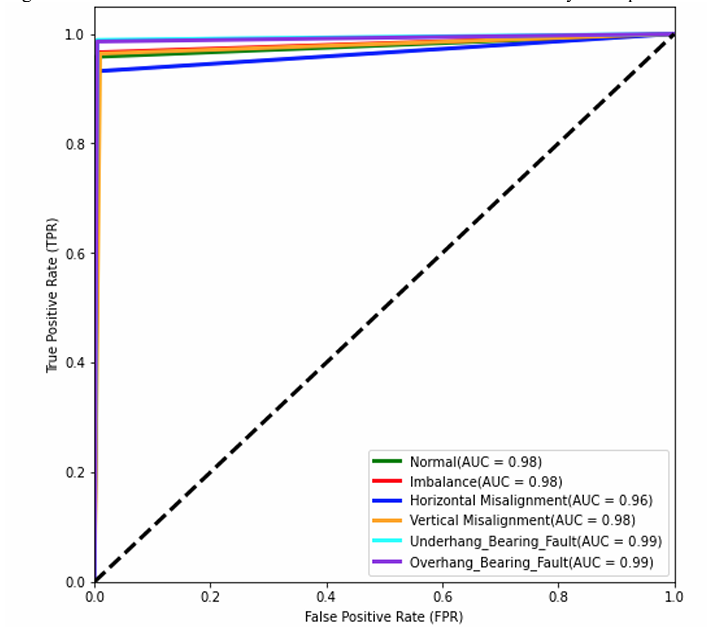 1.0
0.8
0.6
0.4
0.2
0.0
True Positive Rate (TPR)
Normal(AUC = 0.98)
Imbalance(AUC = 0.98)
Horizontal Misalignment(AUC = 0.96)
Vertical Misalignment(AUC = 0.98)
Underhang_Bearing_Fault(AUC = 0.99)
Overhang_Bearing_Fault(AUC = 0.99)
0.0 0.2 0.4 0.6 0.8 1.0
False Positive Rate (FPR)